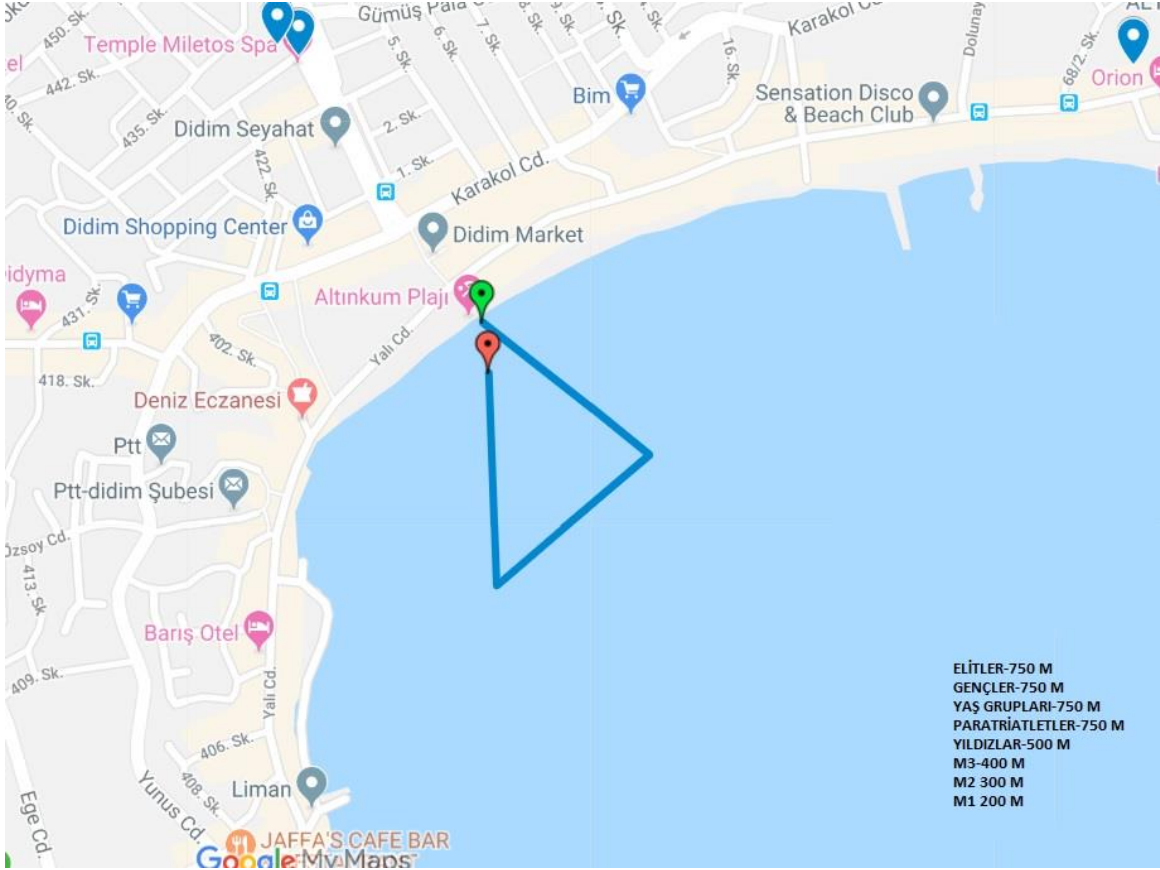 450. Sk.
Gümüş Pala
Temple Miletos Spa
442. Sk.
5. Sk.
6. Sk.
7. Sk.
9. Sk.
Karakol Cd.
Dolunay
16. Sk.
68/2. Sk.
Orion
Bim
Sensation Disco
& Beach Club
435. Sk.
Didim Seyahat
2. Sk.
1. Sk.
422. Sk.
Karakol Cd.
Didim Shopping Center
Didim Market
idyma
Altınkum Plajı
431. Sk.
402. Sk.
Yalı Cd.
418. Sk.
Deniz Eczanesi
Ptt
Ptt-didim Şubesi
Özsoy Cd.
413. Sk
Barış Otel
409. Sk.
Yalı Cd.
406. Sk.
408. Sk.
Liman
Yunus Cd.
Ege Cd.
JAFFA'S CAFE BAR
Google My Maps
ELİTLER-750 M
GENÇLER-750 M
YAŞ GRUPLARI-750 M
PARATRİATLETLER-750 M
YILDIZLAR-500 M
M3-400 M
M2 300 M
M1 200 M